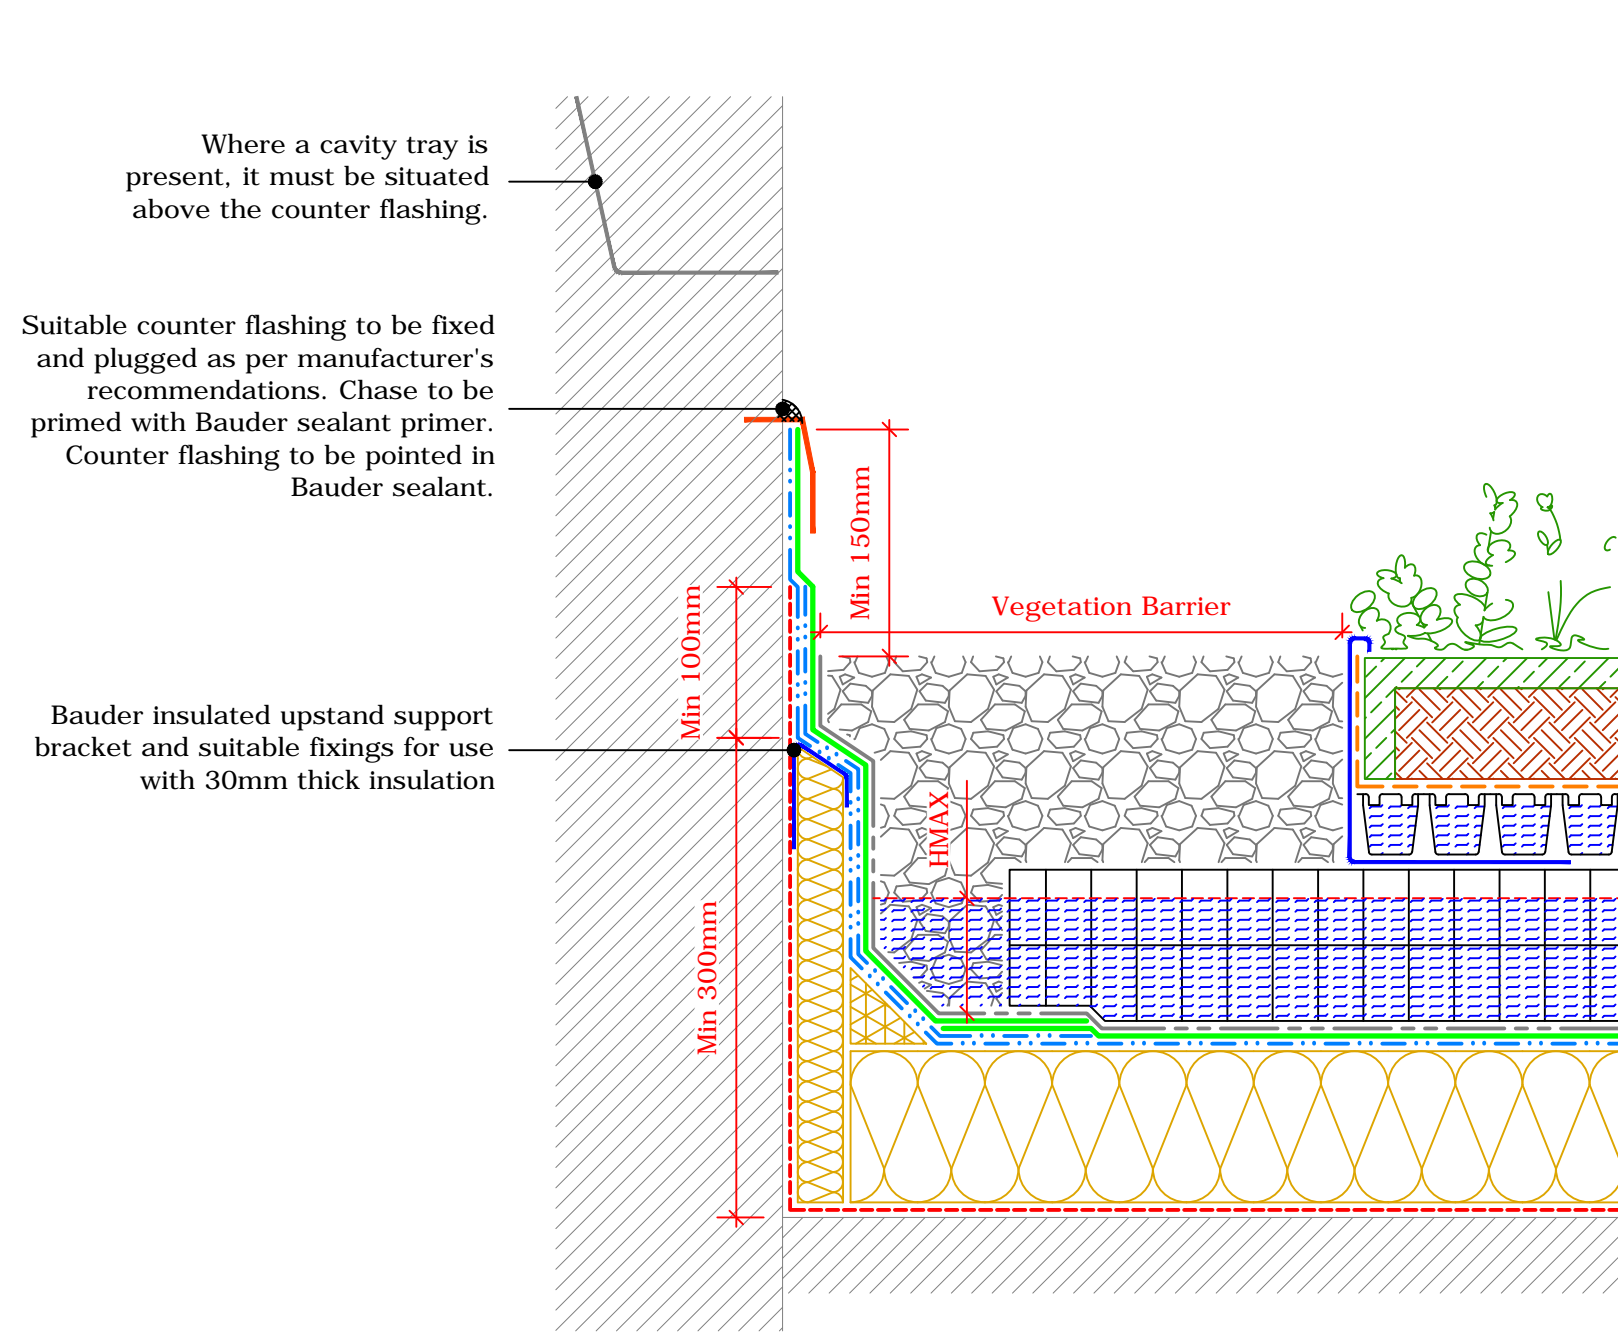 Where a cavity tray is
present, it must be situated
above the counter flashing.
Suitable counter flashing to be fixed
and plugged as per manufacturer's
recommendations. Chase to be
primed with Bauder sealant primer.
Counter flashing to be pointed in
Bauder sealant.
Min 150mm
Vegetation Barrier
Min 100mm
Bauder insulated upstand support
bracket and suitable fixings for use
with 30mm thick insulation
HMAX
Min 300mm